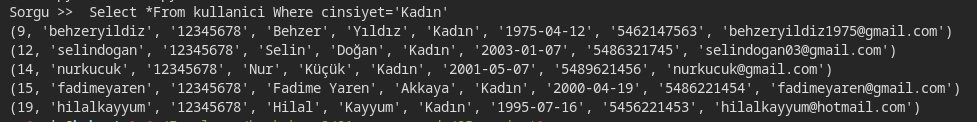 Sorgu >>  Select *From kullanici Where cinsiyet='Kadın'
(9, 'behzeryildiz', '12345678', 'Behzer', 'Yıldız', 'Kadın', '1975-04-12', '5462147563', 'behzeryildiz1975@gmail.com')
(12, 'selindogan', '12345678', 'Selin', 'Doğan', 'Kadın', '2003-01-07', '5486321745', 'selindogan03@gmail.com')
(14, 'nurkucuk', '12345678', 'Nur', 'Küçük', 'Kadın', '2001-05-07', '5489621456', 'nurkucuk@gmail.com')
(15, 'fadimeyaren', '12345678', 'Fadime Yaren', 'Akkaya', 'Kadın', '2000-04-19', '5486221454', 'fadimeyaren@gmail.com')
(19, 'hilalkayyum', '12345678', 'Hilal', 'Kayyum', 'Kadın', '1995-07-16', '5456221453', 'hilalkayyum@hotmail.com')